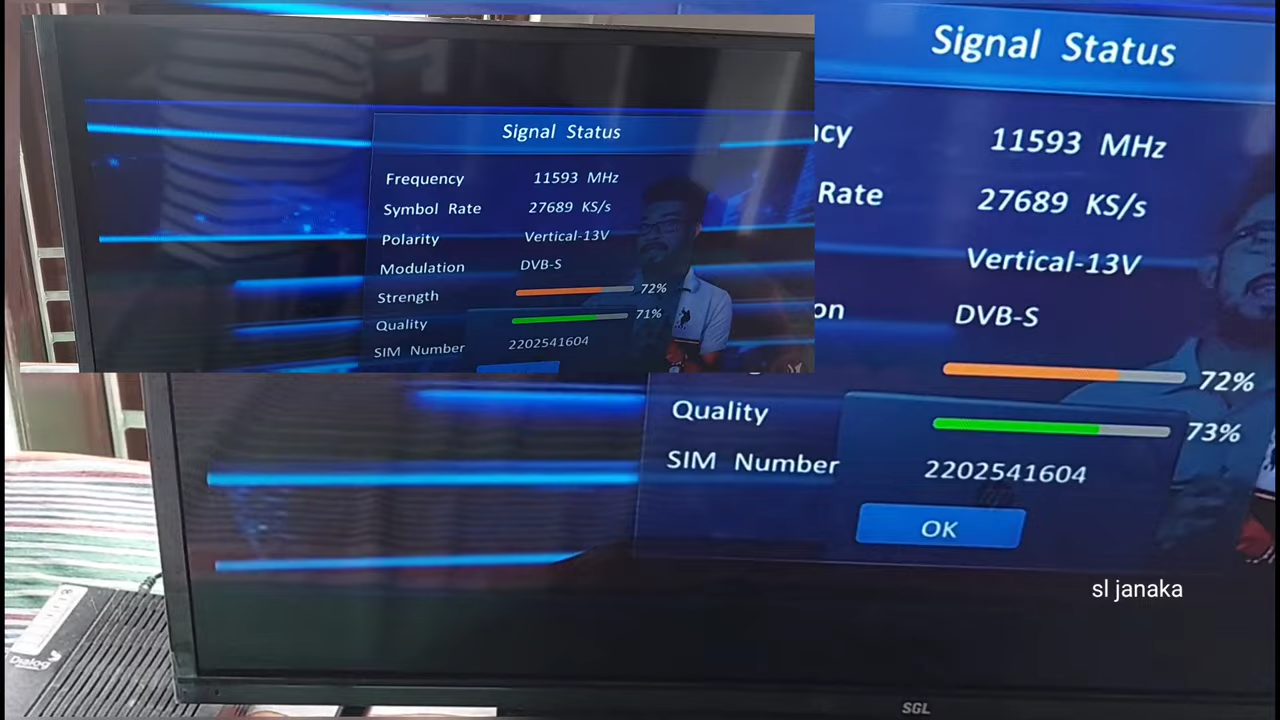 Signal Status
Frequency 11593 MHz
Symbol Rate 27689 KS/s
Polarity Vertical-13V
Modulation DVB-S
Strength 72%
Quality 71%
SIM Number 2202541604
Signal Status
cy 11593 MHz
Rate 27689 KS/s
Vertical-13V
on DVB-S
72%
Quality 73%
SIM Number 2202541604
OK
sl janaka
Dialog
SGL